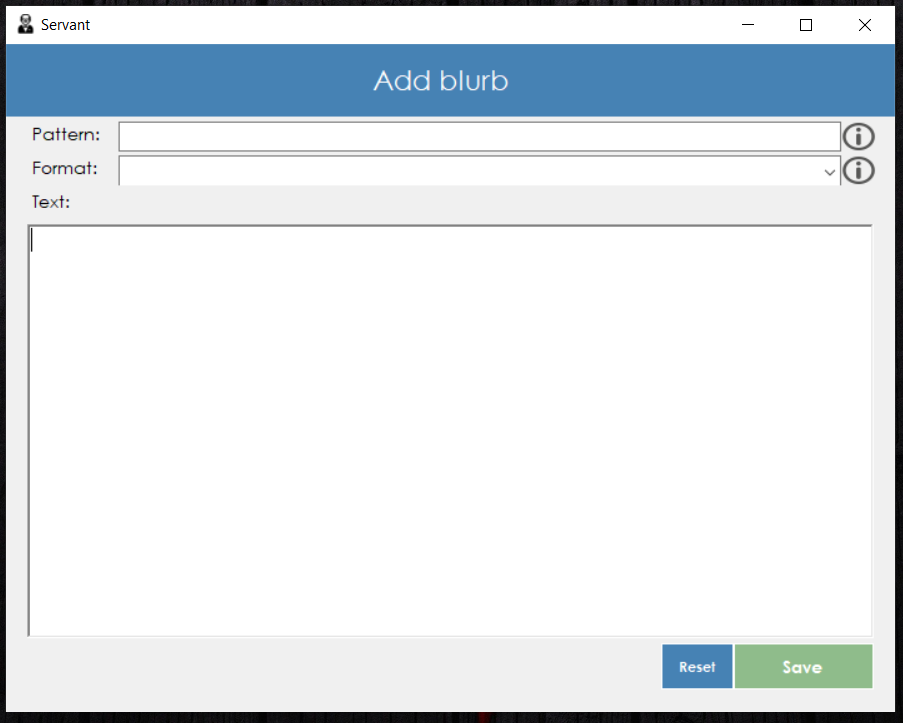 Servant
Add blurb
Pattern:
Format:
Text:
Reset
Save